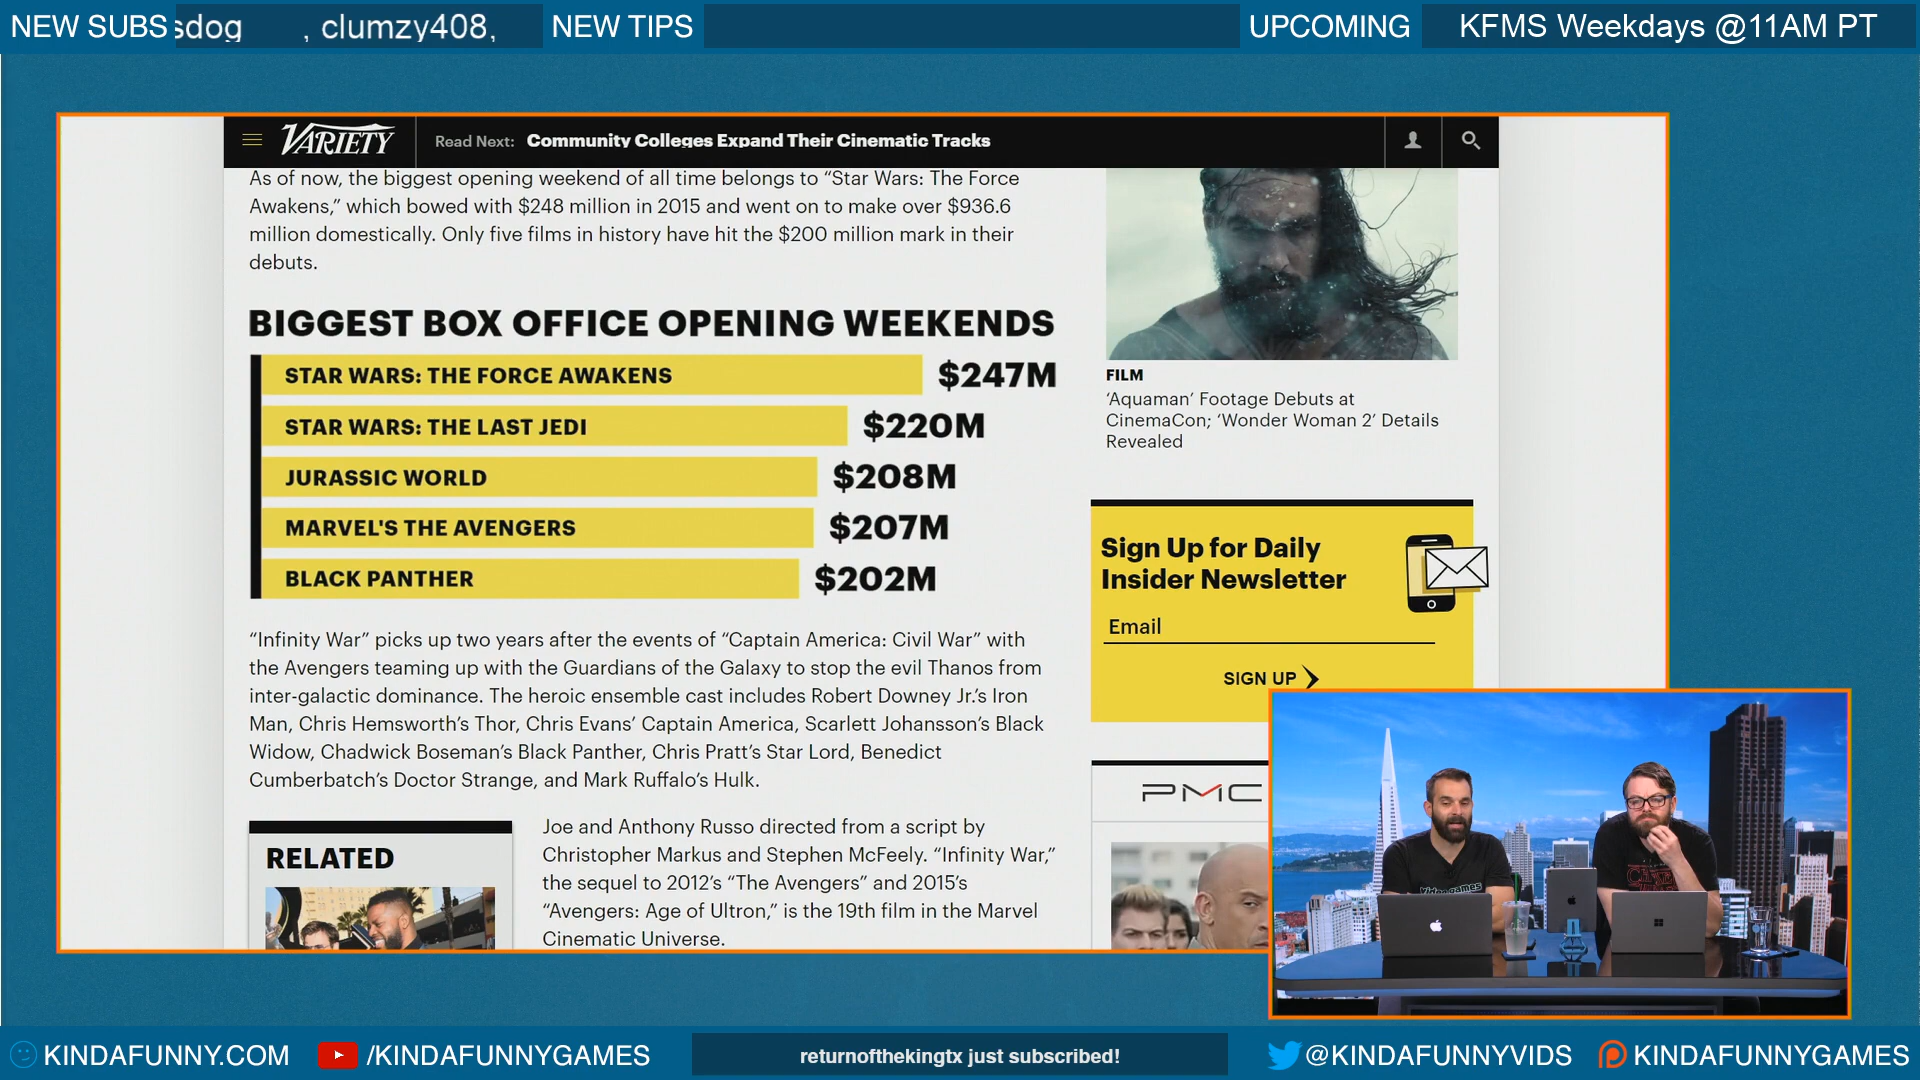 NEW SUBS
sdog , clumzy408,
NEW TIPS
UPCOMING
KFMS Weekdays @11AM PT
VARIETY
Read Next: Community Colleges Expand Their Cinematic Tracks
As of now, the biggest opening weekend of all time belongs to “Star Wars: The Force
Awakens,” which bowed with $248 million in 2015 and went on to make over $936.6
million domestically. Only five films in history have hit the $200 million mark in their
debuts.
BIGGEST BOX OFFICE OPENING WEEKENDS
STAR WARS: THE FORCE AWAKENS $247M
STAR WARS: THE LAST JEDI $220M
JURASSIC WORLD $208M
MARVEL'S THE AVENGERS $207M
BLACK PANTHER $202M
“Infinity War” picks up two years after the events of “Captain America: Civil War” with
the Avengers teaming up with the Guardians of the Galaxy to stop the evil Thanos from
inter-galactic dominance. The heroic ensemble cast includes Robert Downey Jr.’s Iron
Man, Chris Hemsworth’s Thor, Chris Evans’ Captain America, Scarlett Johansson’s Black
Widow, Chadwick Boseman’s Black Panther, Chris Pratt’s Star Lord, Benedict
Cumberbatch’s Doctor Strange, and Mark Ruffalo’s Hulk.
RELATED
Joe and Anthony Russo directed from a script by
Christopher Markus and Stephen McFeely. “Infinity War,”
the sequel to 2012’s “The Avengers” and 2015’s
“Avengers: Age of Ultron,” is the 19th film in the Marvel
Cinematic Universe.
FILM
‘Aquaman’ Footage Debuts at
CinemaCon; ‘Wonder Woman 2’ Details
Revealed
Sign Up for Daily
Insider Newsletter
Email
SIGN UP
PMC
KINDAFUNNY.COM
/KINDAFUNNYGAMES
returnofthekingtx just subscribed!
@KINDAFUNNYVIDS
KINDAFUNNYGAMES